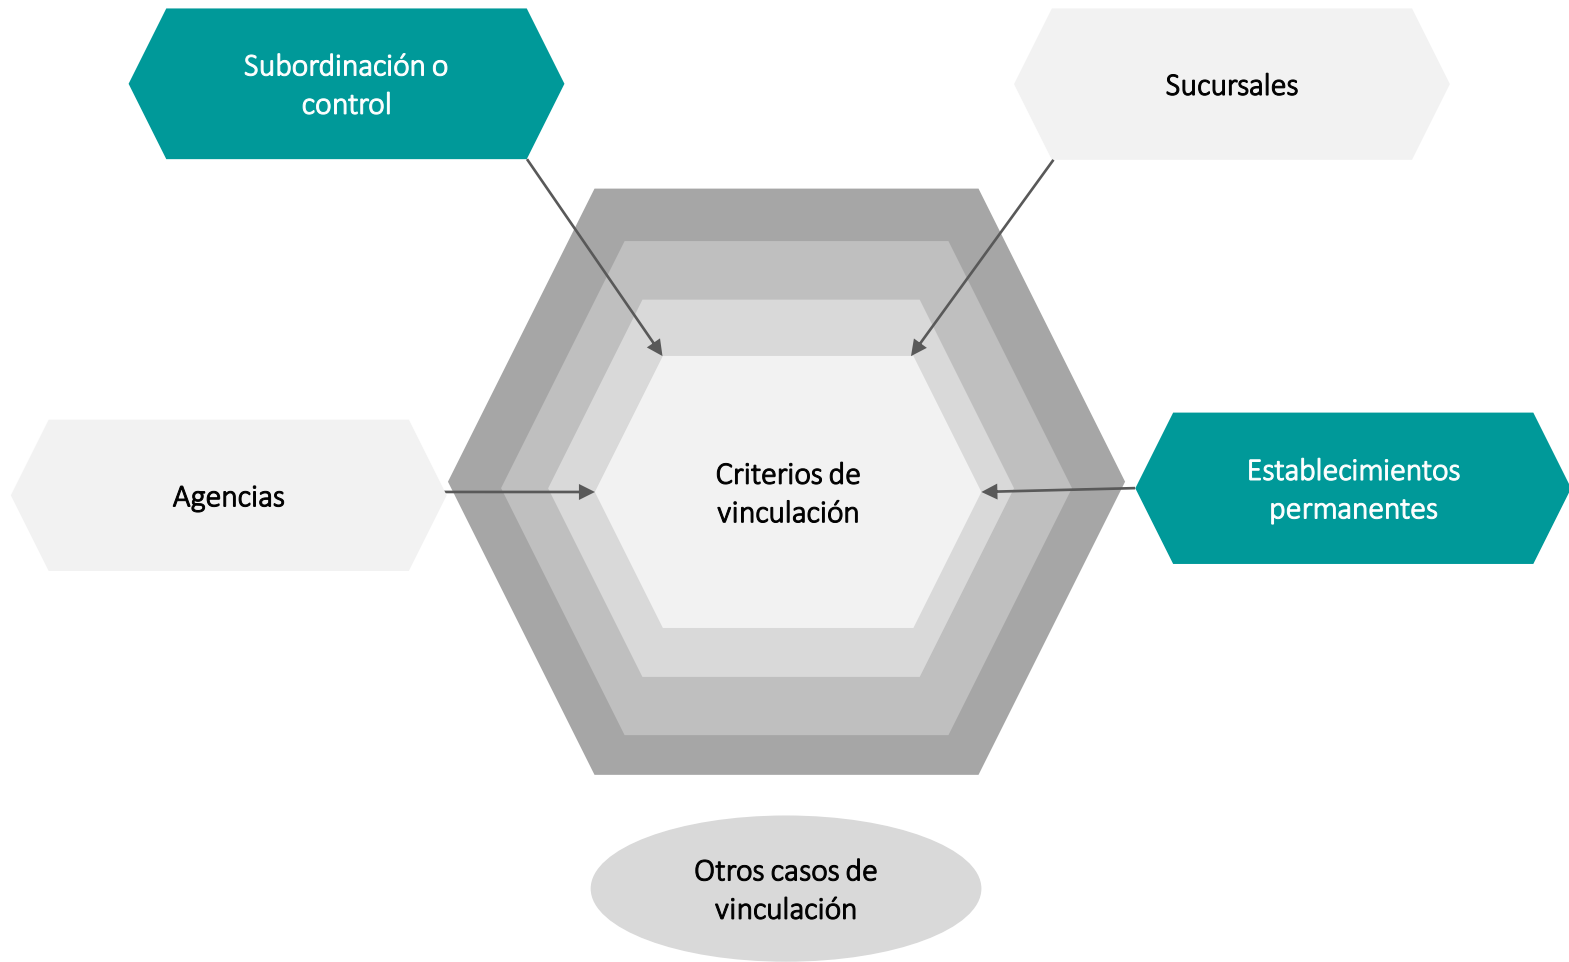 Subordinación o
control
Sucursales
Agencias
Criterios de
vinculación
Establecimientos
permanentes
Otros casos de
vinculación